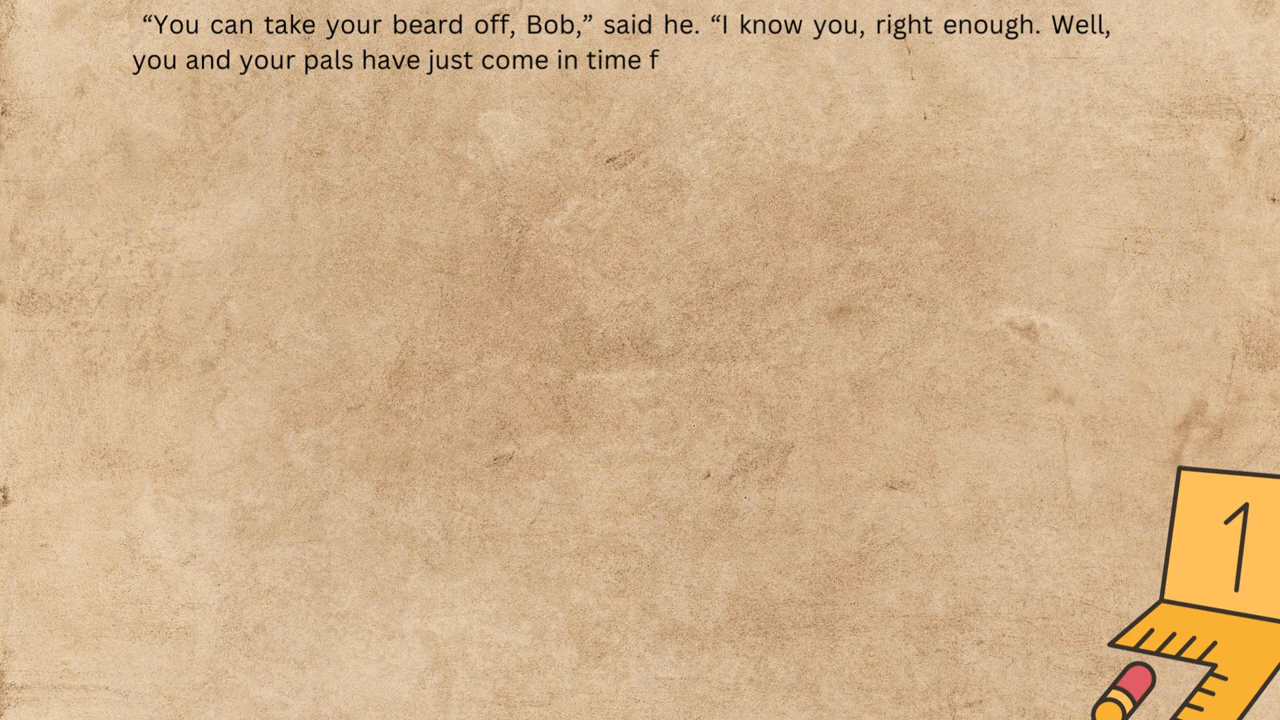 “You can take your beard off, Bob,” said he. “I know you, right enough. Well,
you and your pals have just come in time f
1